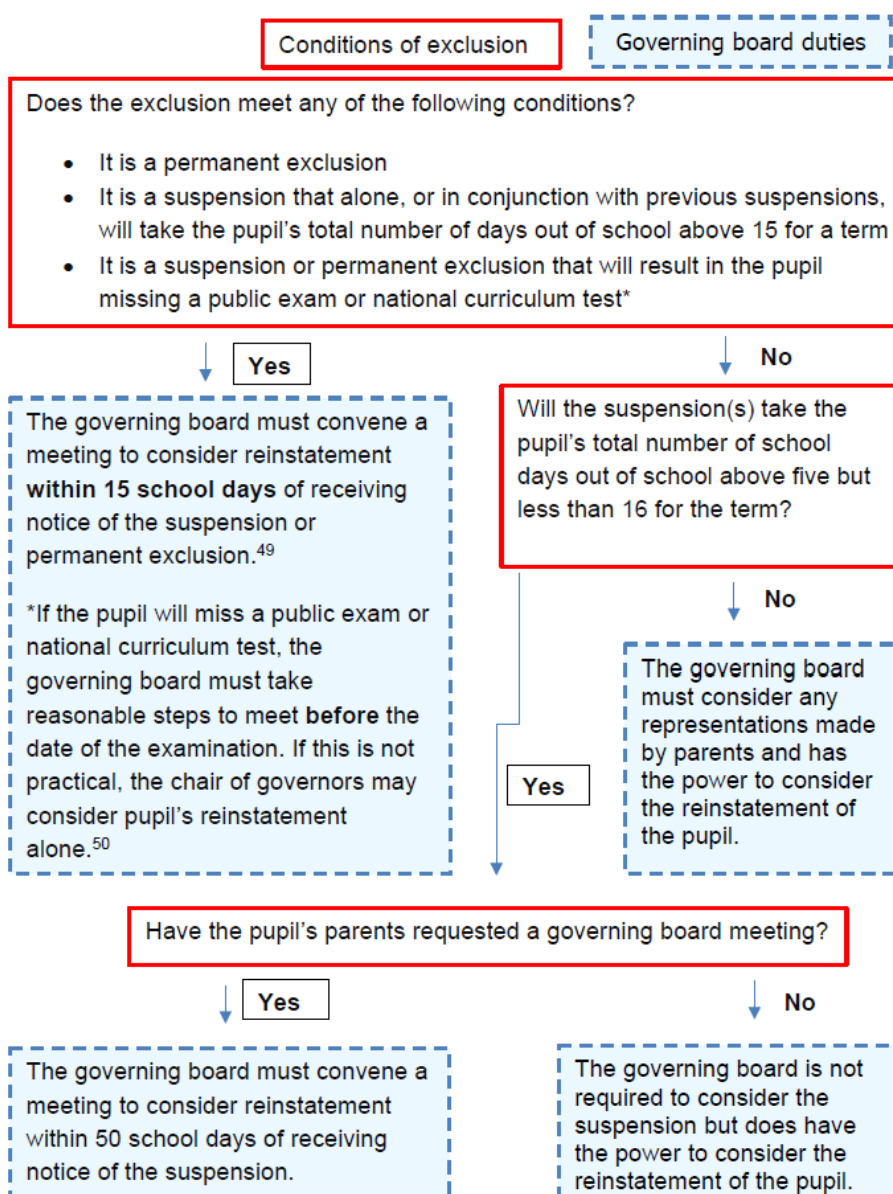 Conditions of exclusion
Governing board duties
Does the exclusion meet any of the following conditions?
• It is a permanent exclusion
• It is a suspension that alone, or in conjunction with previous suspensions,
will take the pupil's total number of days out of school above 15 for a term
• It is a suspension or permanent exclusion that will result in the pupil
missing a public exam or national curriculum test*
Yes
No
The governing board must convene a
meeting to consider reinstatement
within 15 school days of receiving
notice of the suspension or
permanent exclusion.49
*If the pupil will miss a public exam or
national curriculum test, the
governing board must take
reasonable steps to meet before the
date of the examination. If this is not
practical, the chair of governors may
consider pupil's reinstatement
alone.50
Will the suspension(s) take the
pupil's total number of school
days out of school above five but
less than 16 for the term?
No
The governing board
must consider any
representations made
by parents and has
the power to consider
the reinstatement of
the pupil.
Yes
Have the pupil's parents requested a governing board meeting?
Yes
No
The governing board must convene a
meeting to consider reinstatement
within 50 school days of receiving
notice of the suspension.
The governing board is not
required to consider the
suspension but does have
the power to consider the
reinstatement of the pupil.